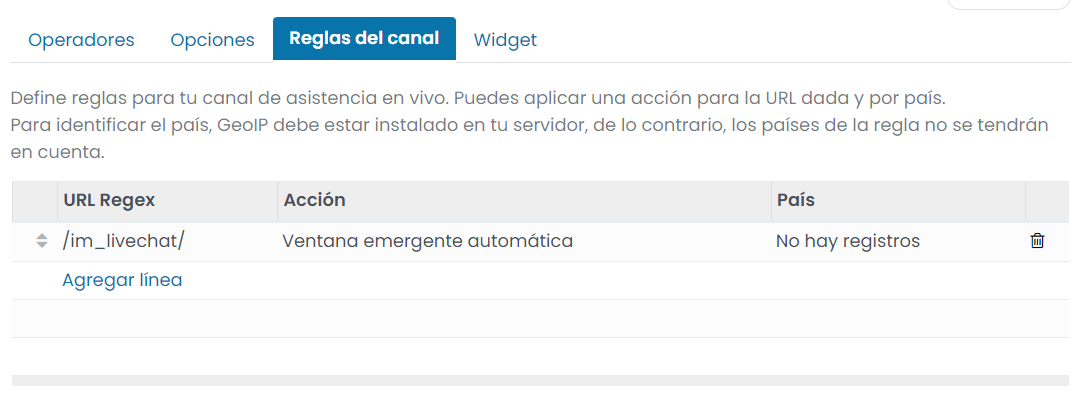 Operadores Opciones Reglas del canal Widget
Define reglas para tu canal de asistencia en vivo. Puedes aplicar una acción para la URL dada y por país.
Para identificar el país, GeoIP debe estar instalado en tu servidor, de lo contrario, los países de la regla no se tendrán
en cuenta.
URL Regex Acción País
/im_livechat/ Ventana emergente automática No hay registros
Agregar línea